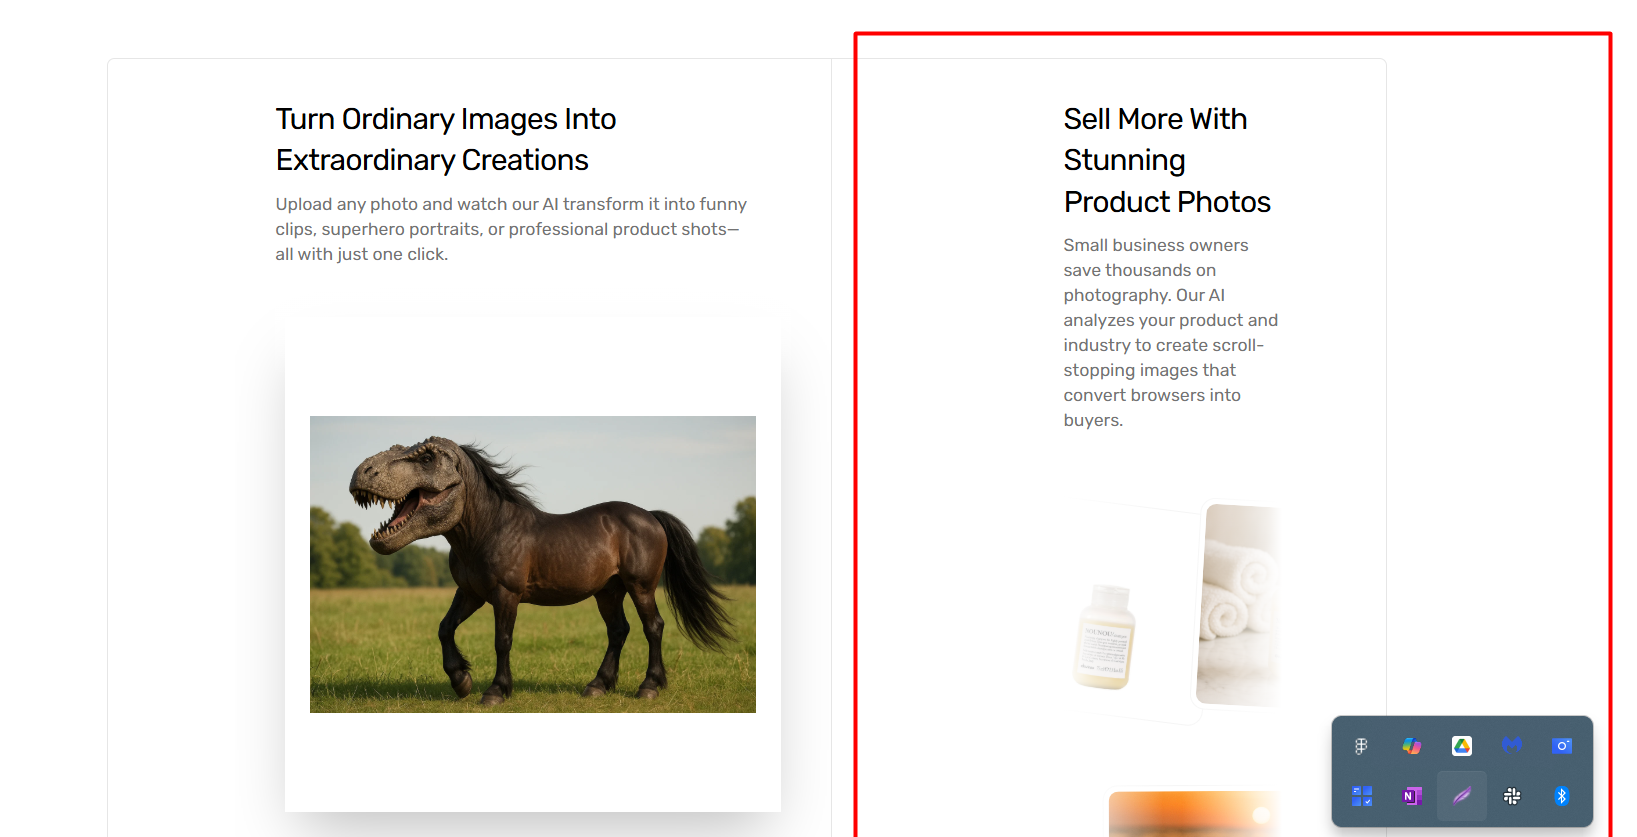 Turn Ordinary Images Into
Extraordinary Creations
Upload any photo and watch our AI transform it into funny
clips, superhero portraits, or professional product shots—
all with just one click.
Sell More With
Stunning
Product Photos
Small business owners
save thousands on
photography. Our AI
analyzes your product and
industry to create scroll-
stopping images that
convert browsers into
buyers.